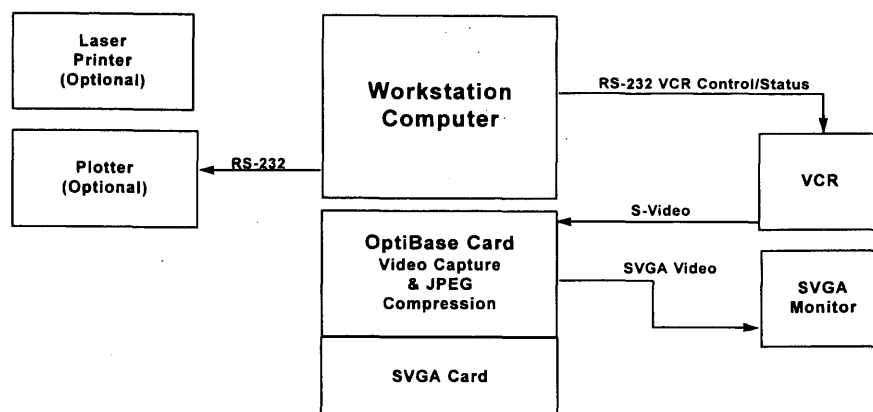 Laser
Printer
(Optional)
Workstation
Computer
RS-232 VCR Control/Status
Plotter
(Optional)
RS-232
VCR
S-Video
OptiBase Card
Video Capture
& JPEG
Compression
SVGA Video
SVGA
Monitor
SVGA Card